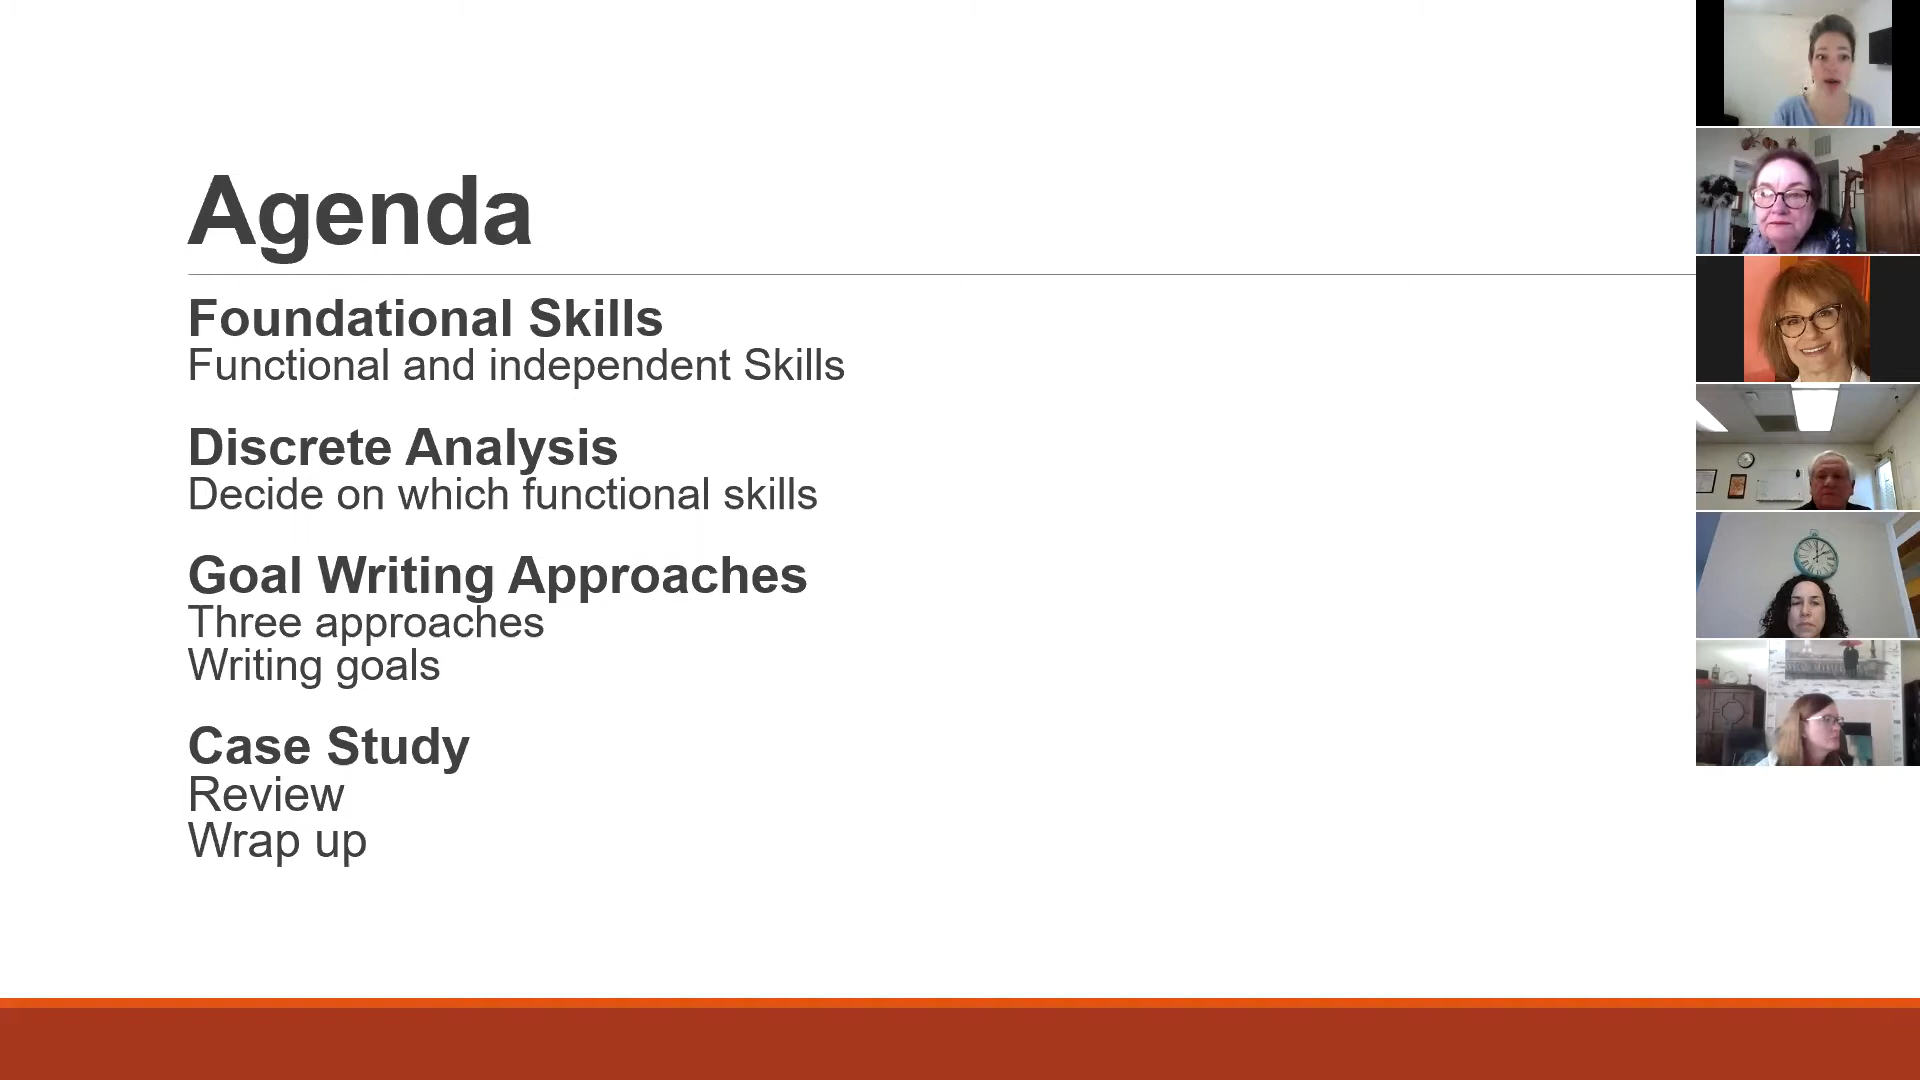 Agenda
Foundational Skills
Functional and independent Skills
Discrete Analysis
Decide on which functional skills
Goal Writing Approaches
Three approaches
Writing goals
Case Study
Review
Wrap up